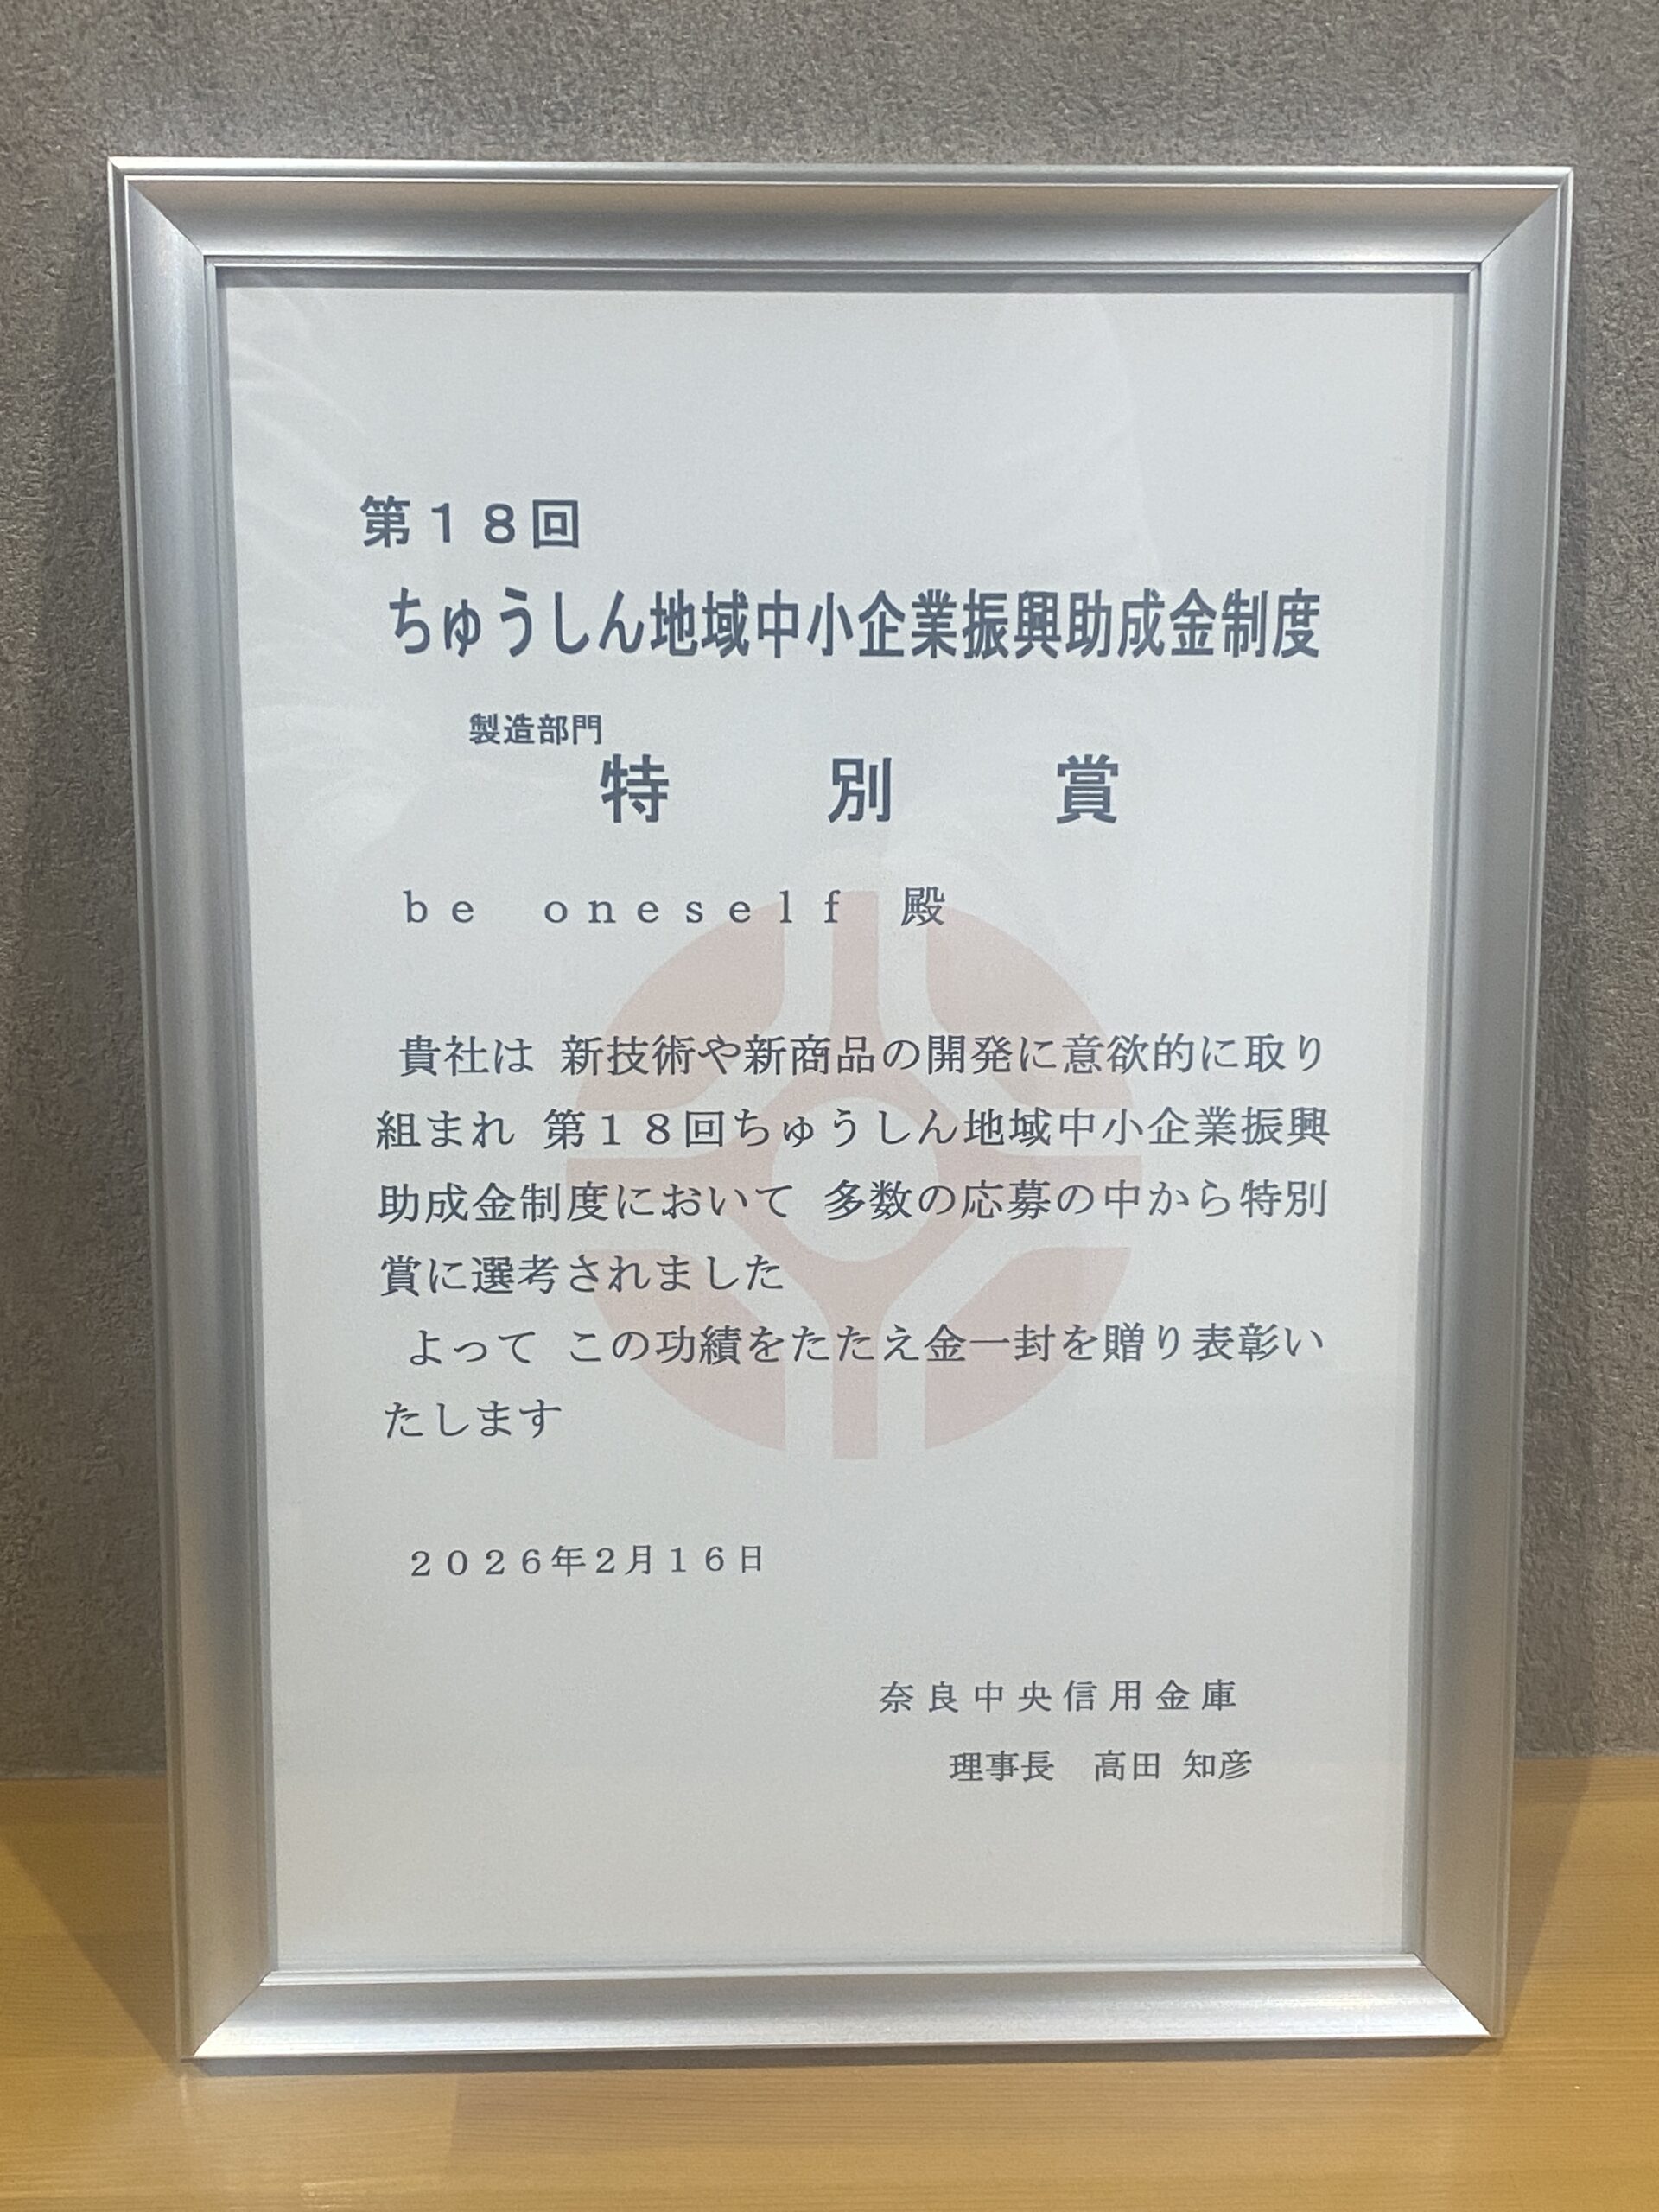 第１８回
ちゅうしん地域中小企業振興助成金制度
製造部門
特　別　賞
ｂｅ　ｏｎｅｓｅｌｆ　殿
貴社は 新技術や新商品の開発に意欲的に取り
組まれ 第１８回ちゅうしん地域中小企業振興
助成金制度において 多数の応募の中から特別
賞に選考されました
よって この功績をたたえ金一封を贈り表彰い
たします
２０２６年２月１６日
奈良中央信用金庫
理事長　高田 知彦